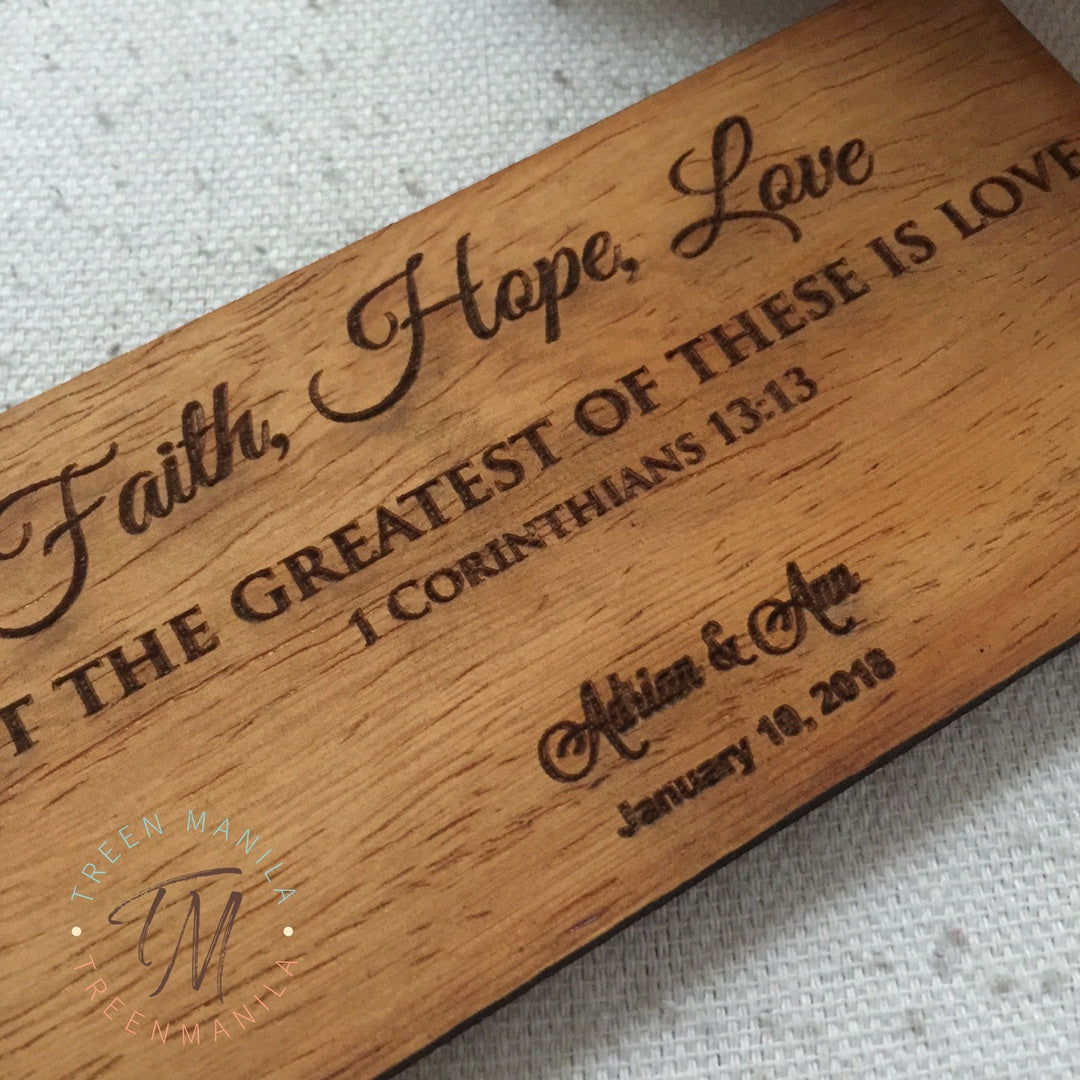 Faith, Hope, Love
T THE GREATEST OF THESE IS LOVE
1 CORINTHIANS 13:13
Adrian & Ann
January 18, 2018
TREEN MANILA
TM
TREENMANILA